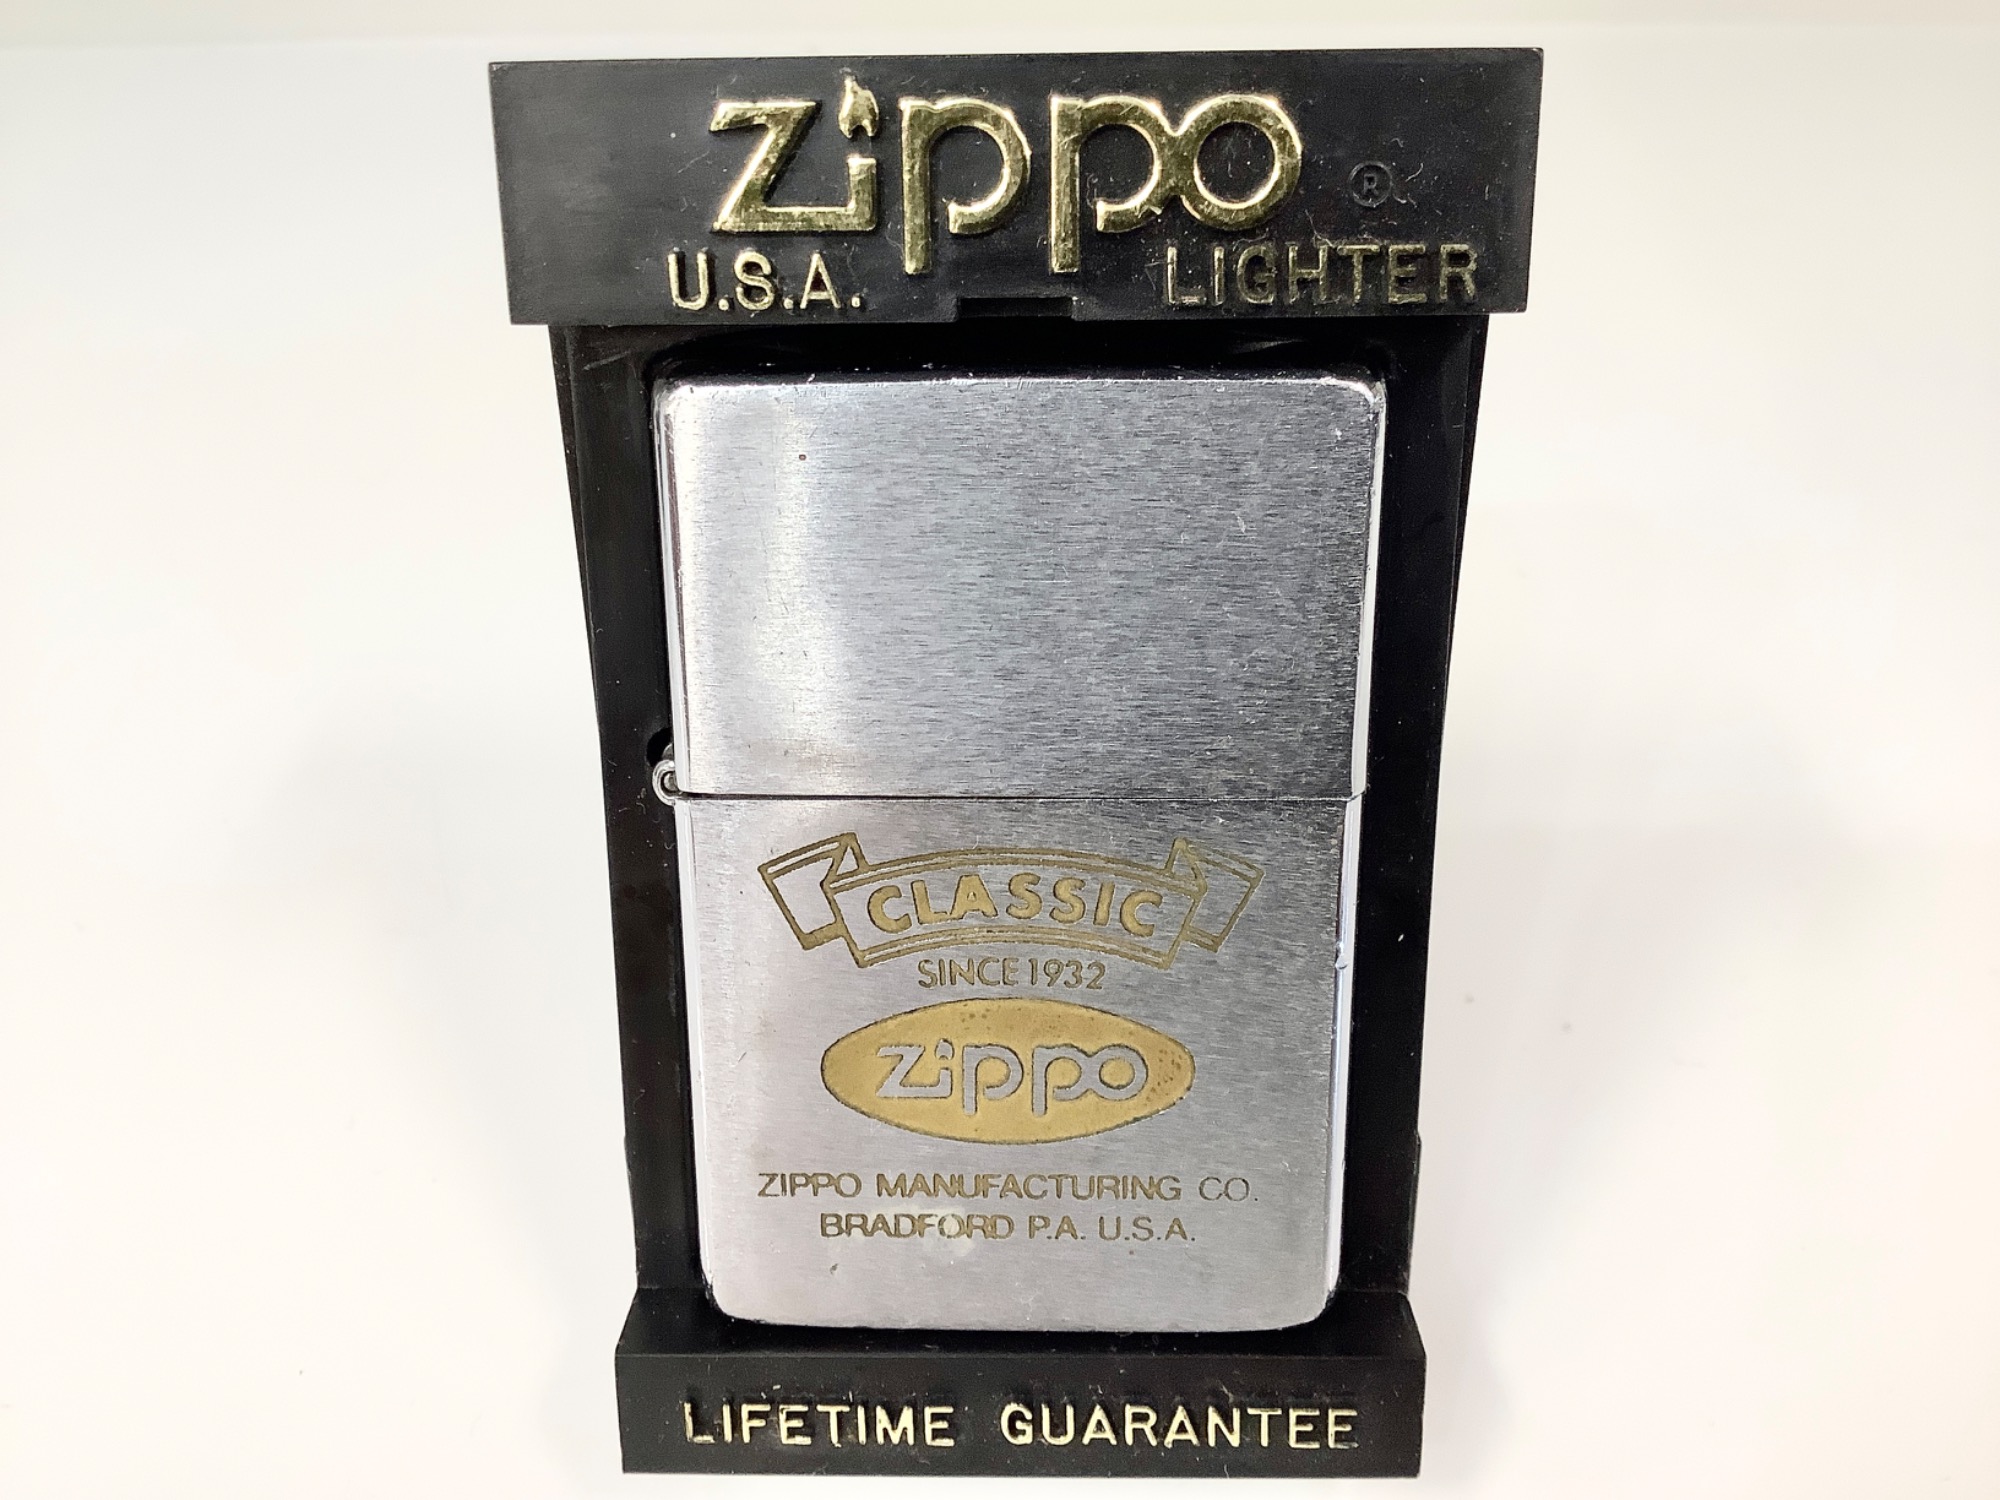 Zippo ®
U.S.A. LIGHTER
CLASSIC
SINCE 1932
Zippo
ZIPPO MANUFACTURING CO.
BRADFORD P.A. U.S.A.
LIFETIME GUARANTEE